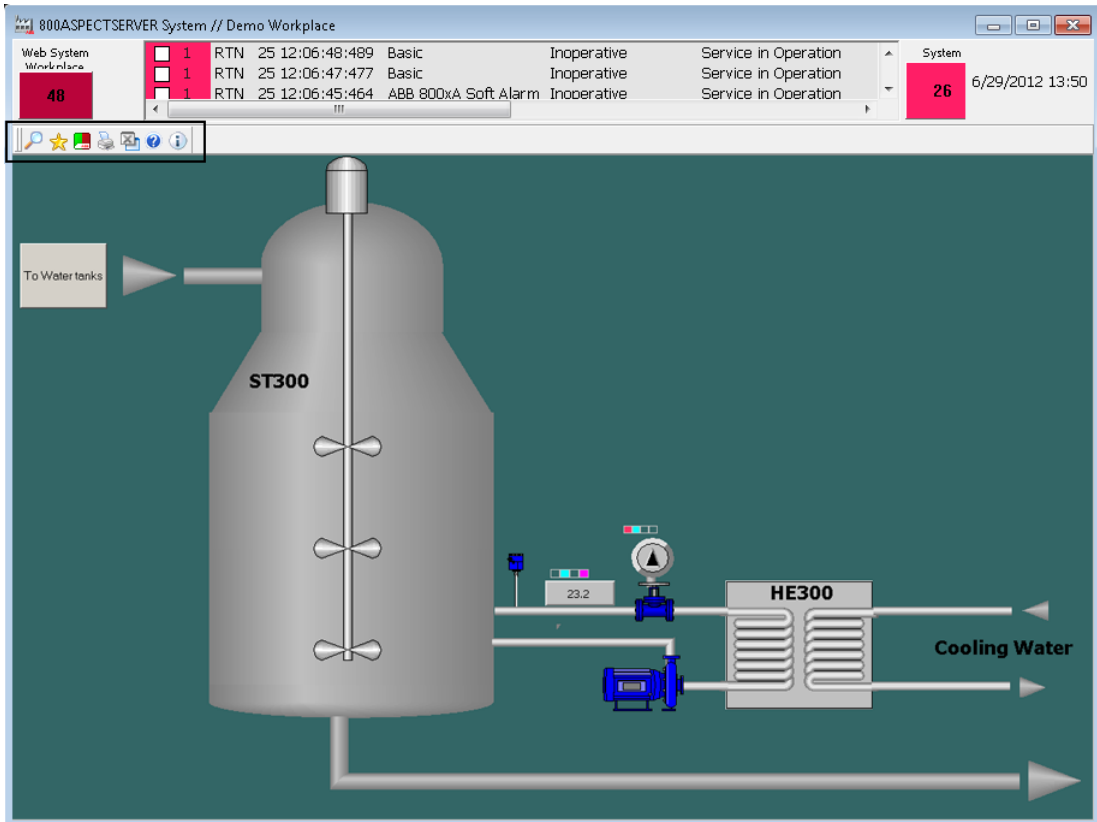 800ASPECTSERVER System // Demo Workplace
Web System
Workplace
48
1 RTN 25 12:06:48:489 Basic Inoperative Service in Operation
1 RTN 25 12:06:47:477 Basic Inoperative Service in Operation
1 RTN 25 12:06:45:464 ABB 800xA Soft Alarm Inoperative Service in Operation
System
26
6/29/2012 13:50
To Water tanks
ST300
23.2
HE300
Cooling Water